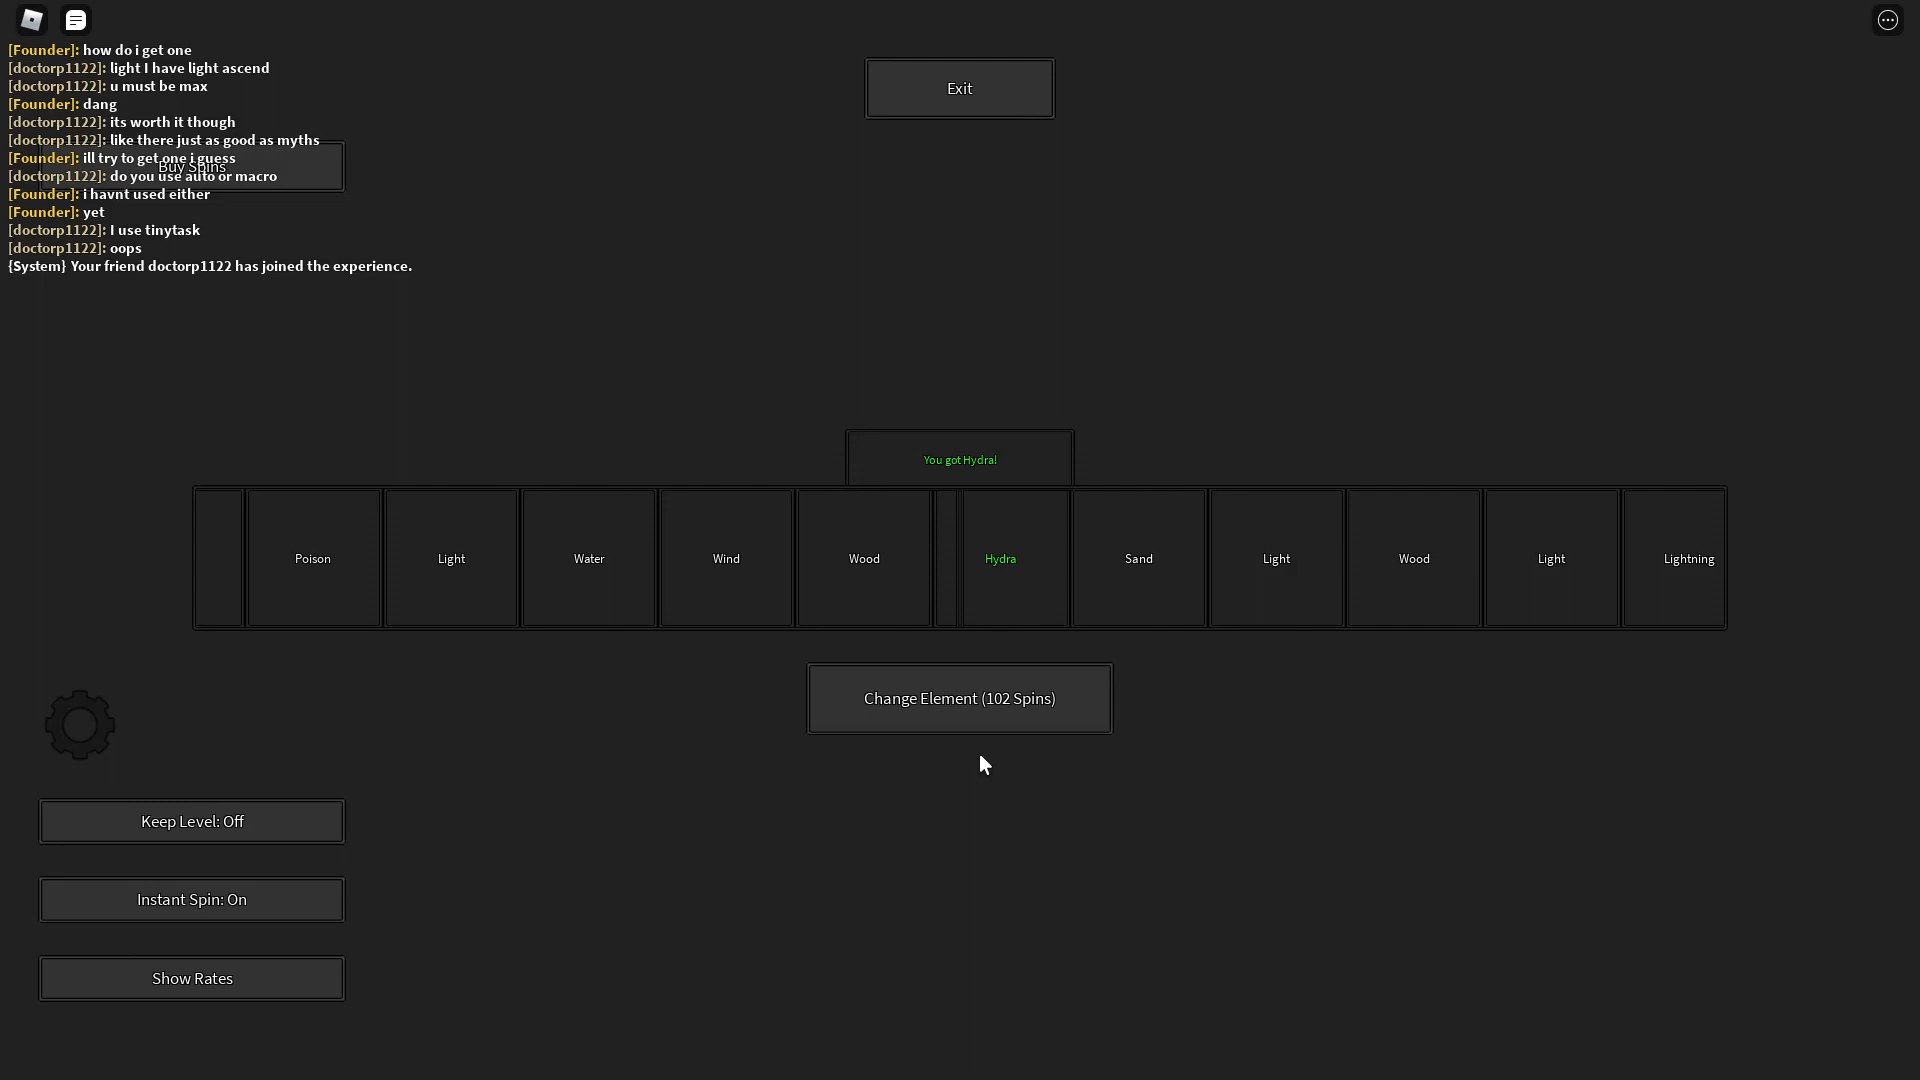 [Founder]: how do i get one
[doctorp1122]: light I have light ascend
[doctorp1122]: u must be max
[Founder]: dang
[doctorp1122]: its worth it though
[doctorp1122]: like there just as good as myths
[Founder]: ill try to get one i guess
[doctorp1122]: do you use auto or macro
[Founder]: i havnt used either
[Founder]: yet
[doctorp1122]: I use tinytask
[doctorp1122]: oops
{System} Your friend doctorp1122 has joined the experience.
Buy Spins
Exit
You got Hydra!
Poison Light Water Wind Wood Hydra Sand Light Wood Light Lightning
Change Element (102 Spins)
Keep Level: Off
Instant Spin: On
Show Rates